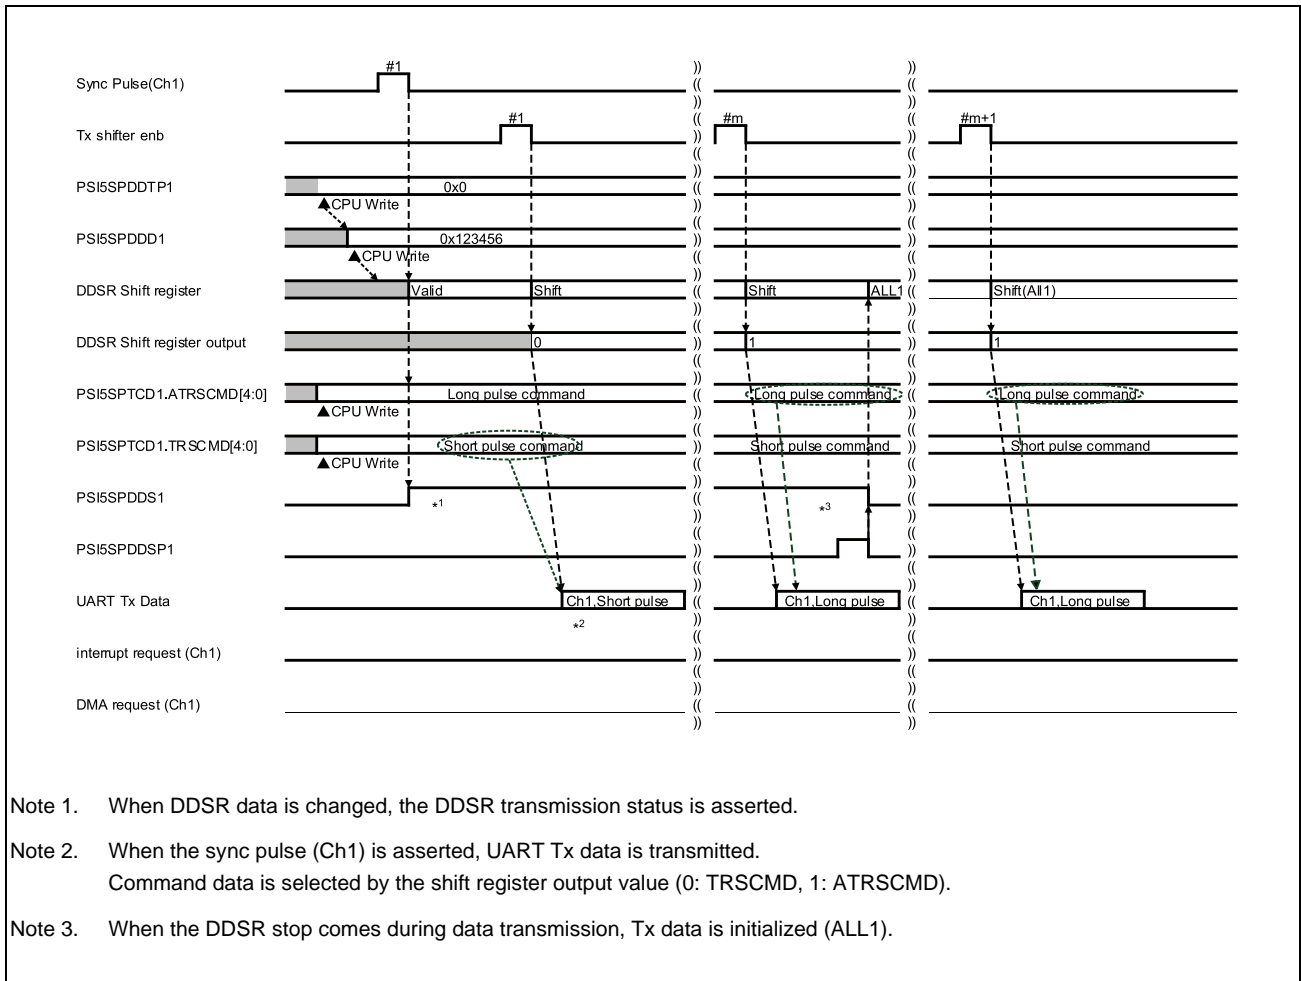 #1
Sync Pulse(Ch1)
#1 #m #m+1
Tx shifter enb
PSI5SPDDTP1 0x0
▲CPU Write
PSI5SPDDD1 0x123456
▲CPU Write
DDSR Shift register Valid Shift Shift ALL1 Shift(All1)
DDSR Shift register output 0 1 1
PSI5SPTCD1.ATRSCMD[4:0] Long pulse command Long pulse command Long pulse command
▲CPU Write
PSI5SPTCD1.TRSCMD[4:0] Short pulse command Short pulse command Short pulse command
▲CPU Write
PSI5SPDDS1
*1 *3
PSI5SPDDSP1
UART Tx Data Ch1,Short pulse Ch1,Long pulse Ch1,Long pulse
*2
interrupt request (Ch1)
DMA request (Ch1)
Note 1. When DDSR data is changed, the DDSR transmission status is asserted.
Note 2. When the sync pulse (Ch1) is asserted, UART Tx data is transmitted.
Command data is selected by the shift register output value (0: TRSCMD, 1: ATRSCMD).
Note 3. When the DDSR stop comes during data transmission, Tx data is initialized (ALL1).